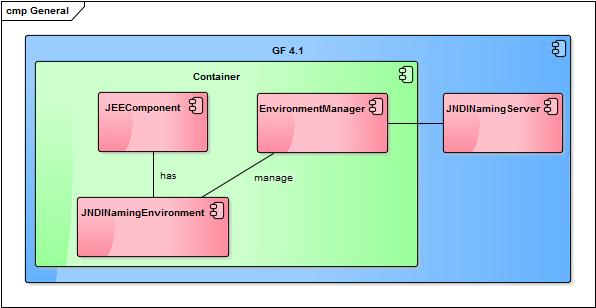 cmp General
GF 4.1
Container
JEEComponent
EnvironmentManager
JNDINamingServer
has
manage
JNDINamingEnvironment